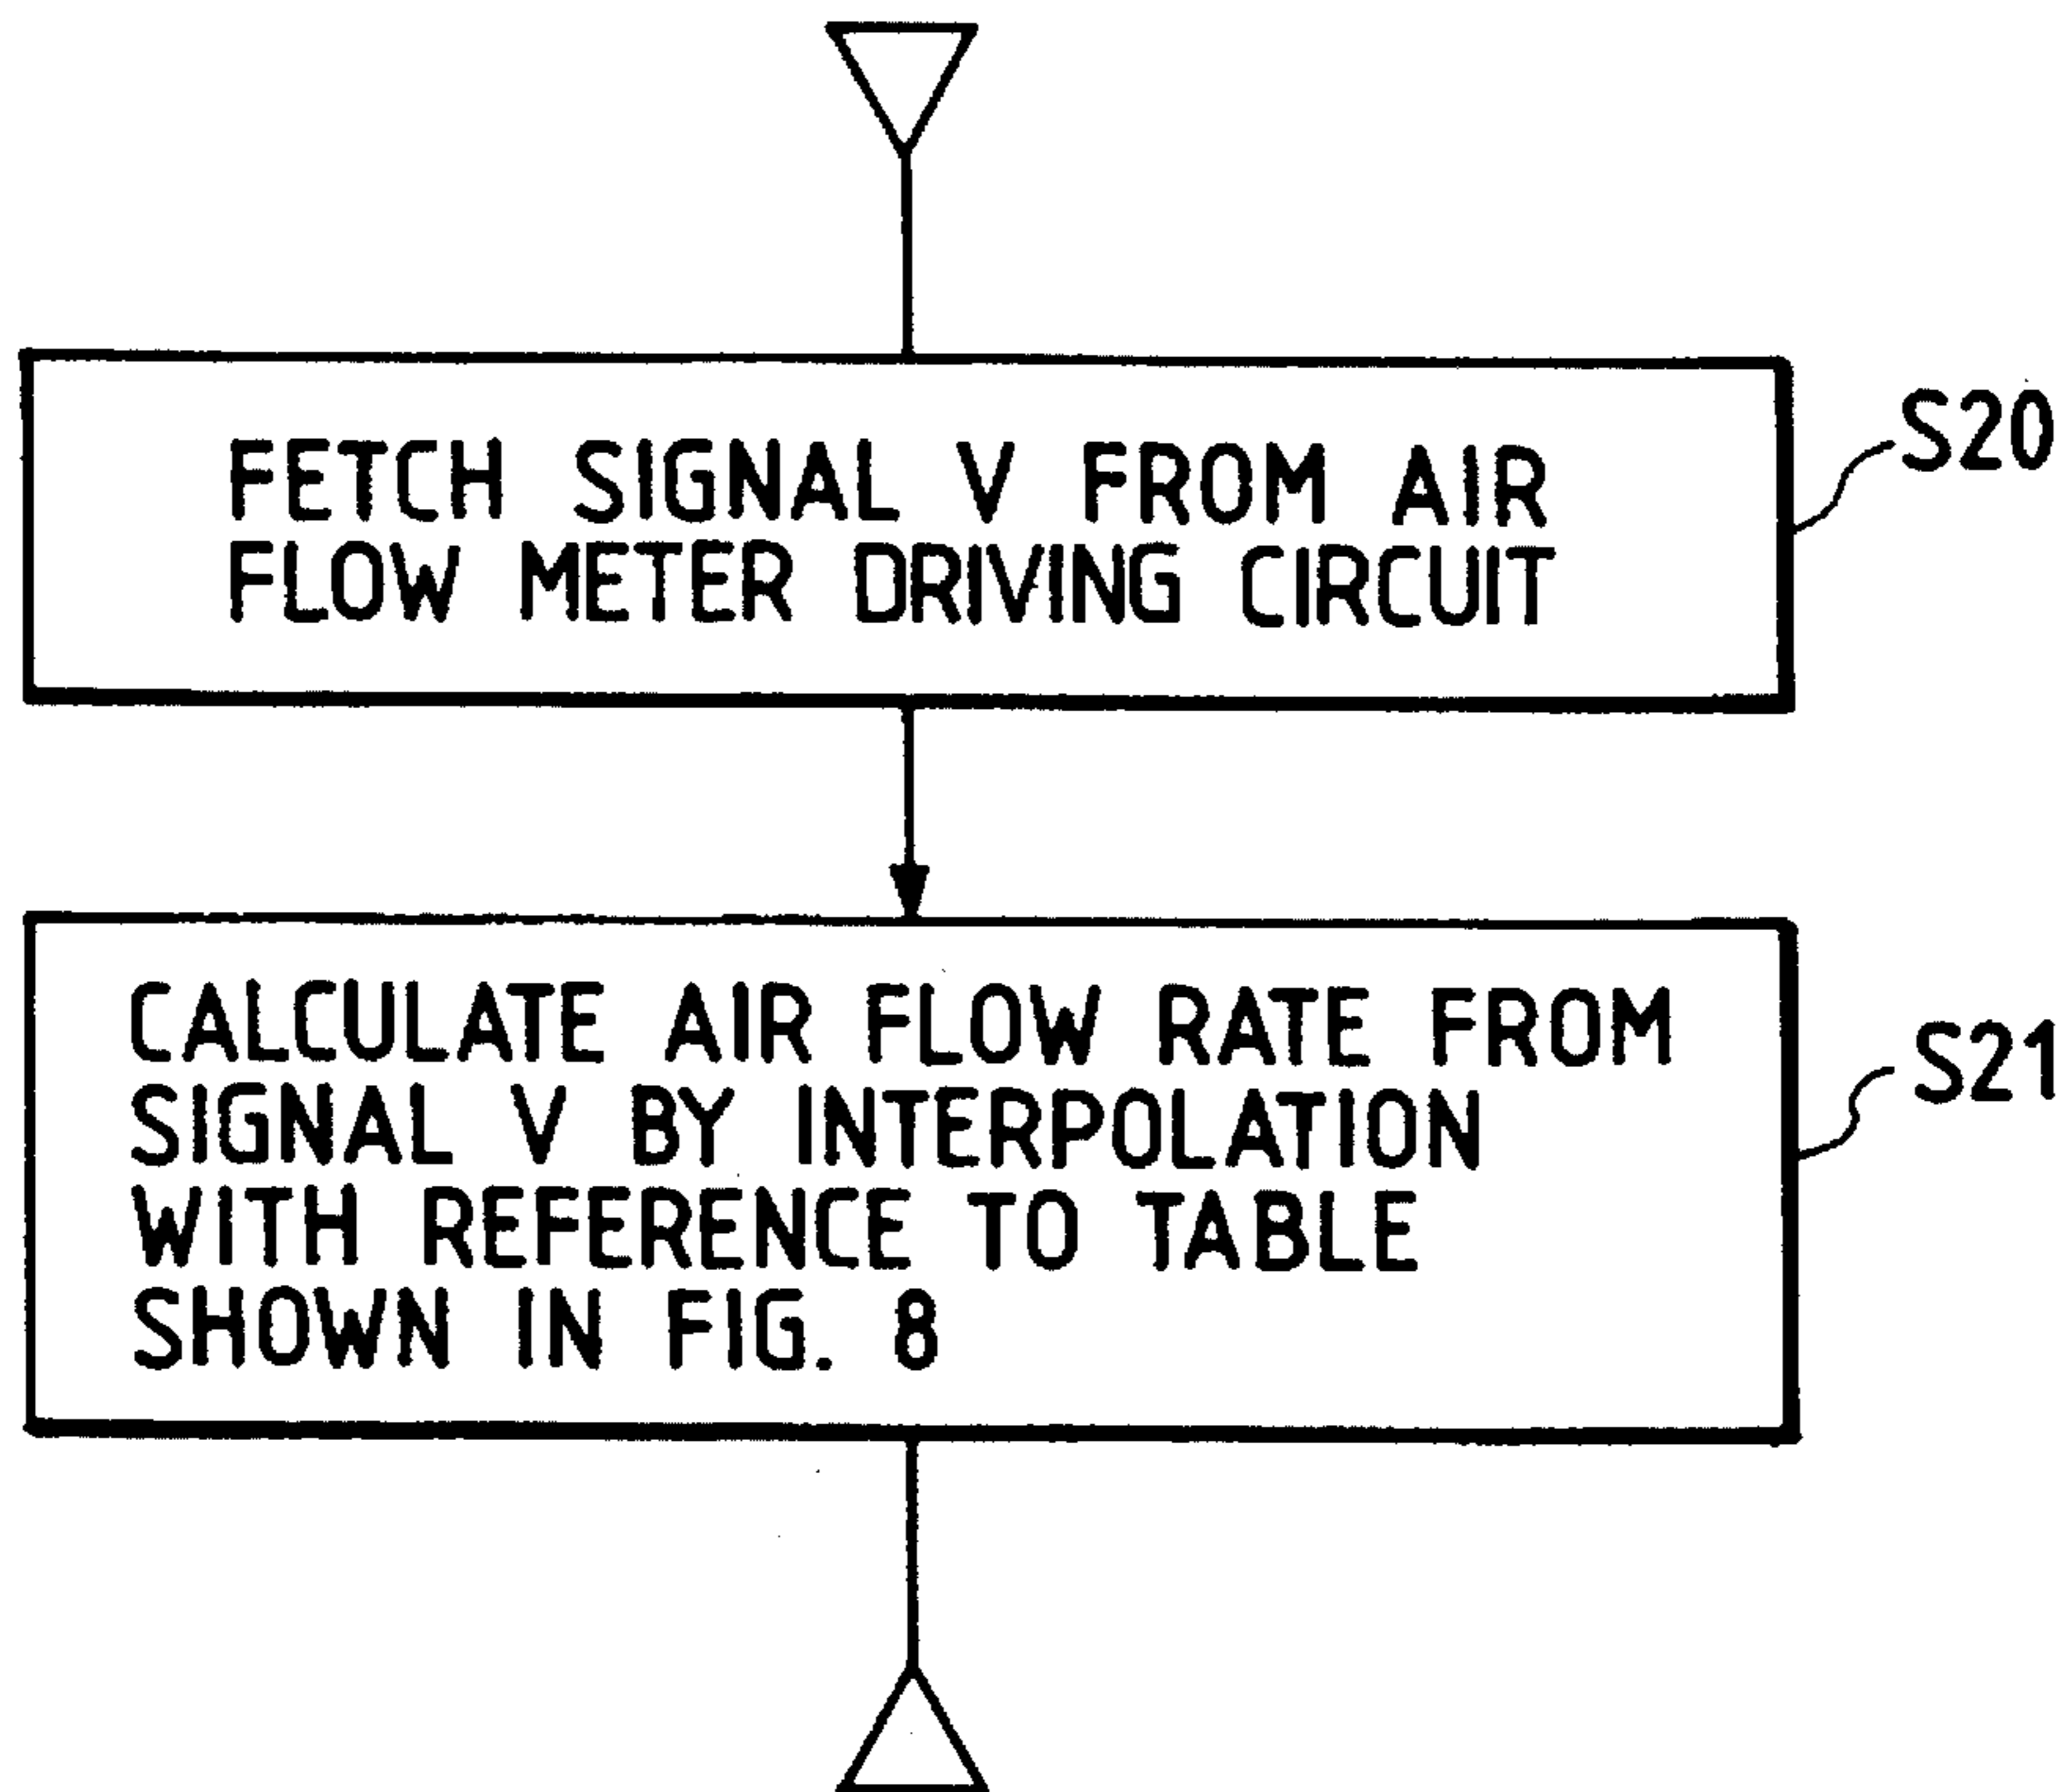 FETCH SIGNAL V FROM AIR
FLOW METER DRIVING CIRCUIT
S20
CALCULATE AIR FLOW RATE FROM
SIGNAL V BY INTERPOLATION
WITH REFERENCE TO TABLE
SHOWN IN FIG. 8
S21